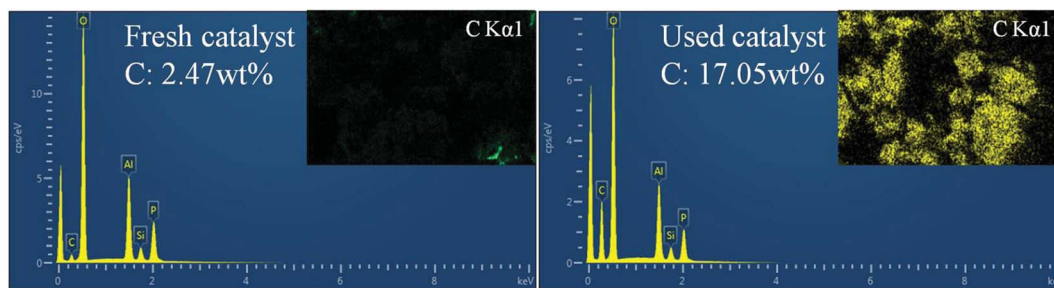 Fresh catalyst
C: 2.47wt%
C Kα1
cps/eV
10
5
0
O
Al
C
Si
P
0
2
4
6
8
keV
Used catalyst
C: 17.05wt%
C Kα1
cps/eV
6
4
2
0
O
C
Al
Si
P
0
2
4
6
8
keV